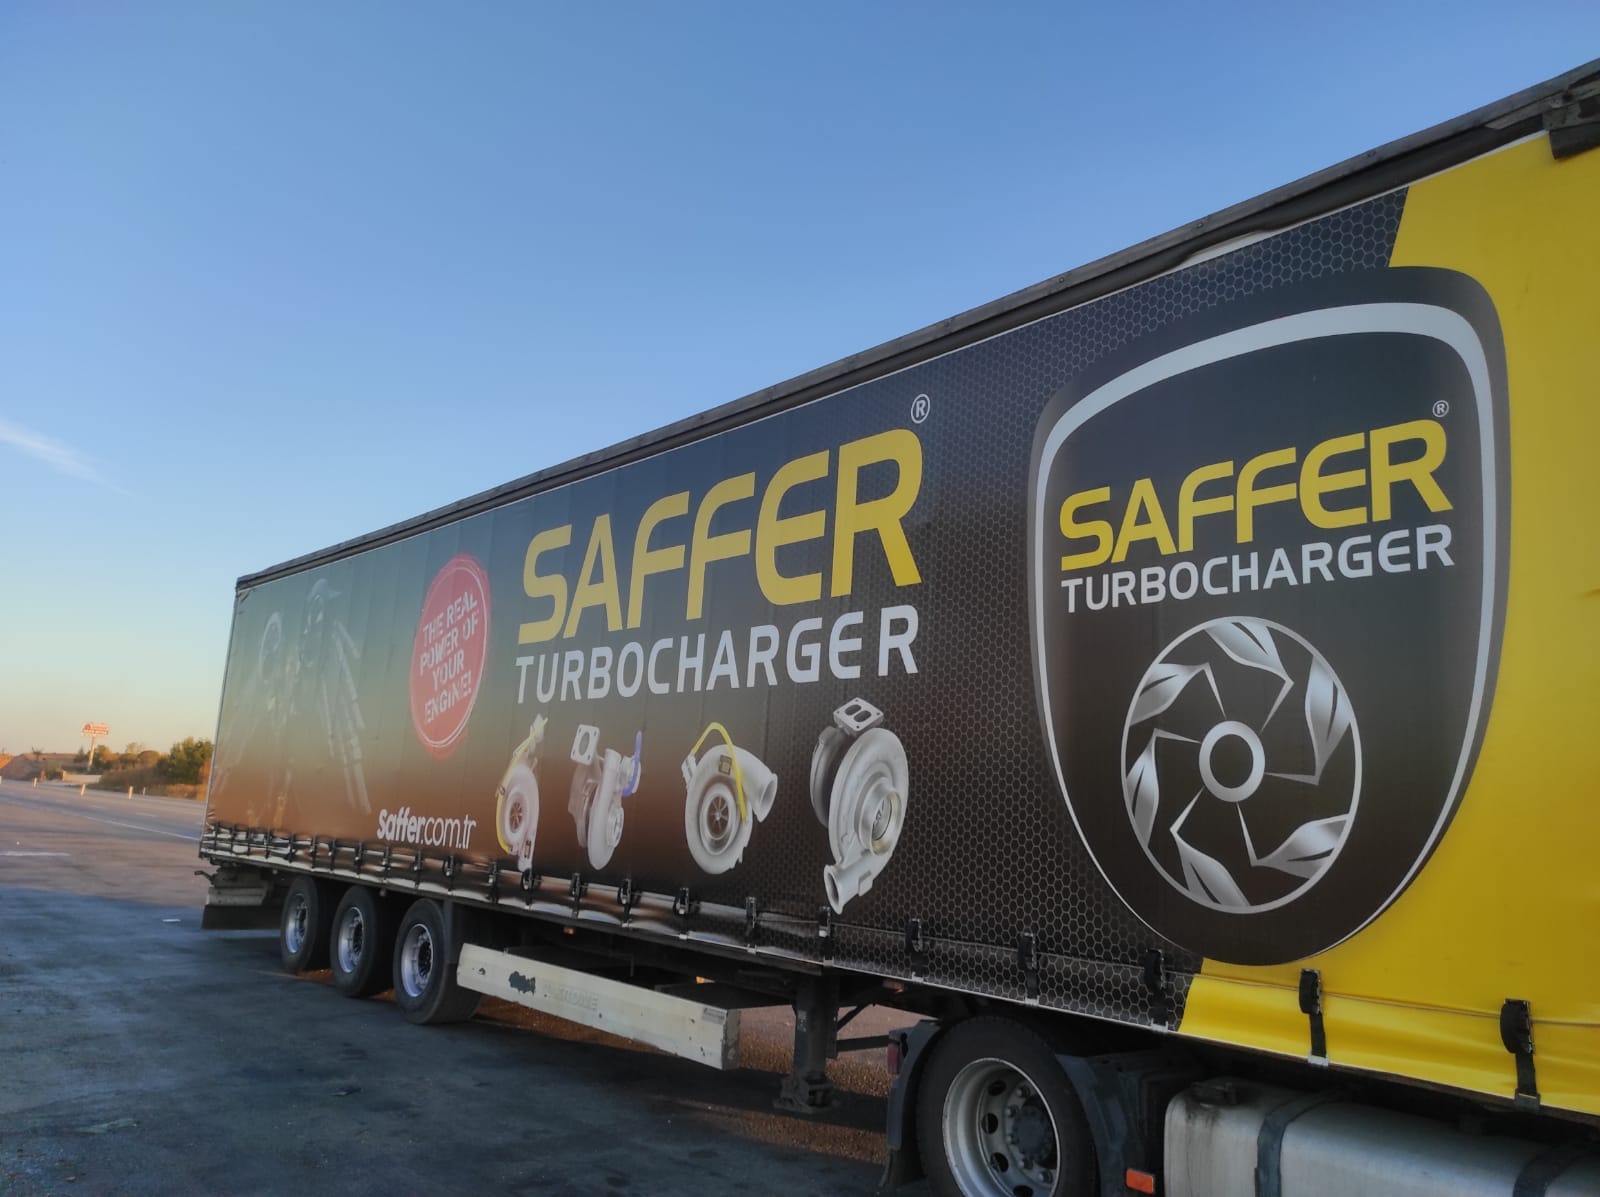 THE REAL
POWER OF
YOUR
ENGINE!
SAFFER®
TURBOCHARGER
Saffer.com.tr
SAFFER®
TURBOCHARGER